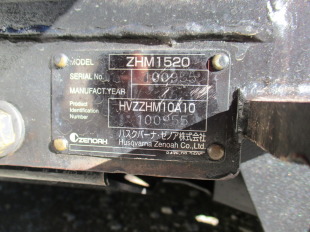 MODEL ZHM1520
SERIAL No. 100955
MANUFACT.YEAR
Product Identification Number HVZZHM10A10
100955
ZENOAH ハスクバーナ・ゼノア株式会社
Husqvarna Zenoah Co.,Ltd.